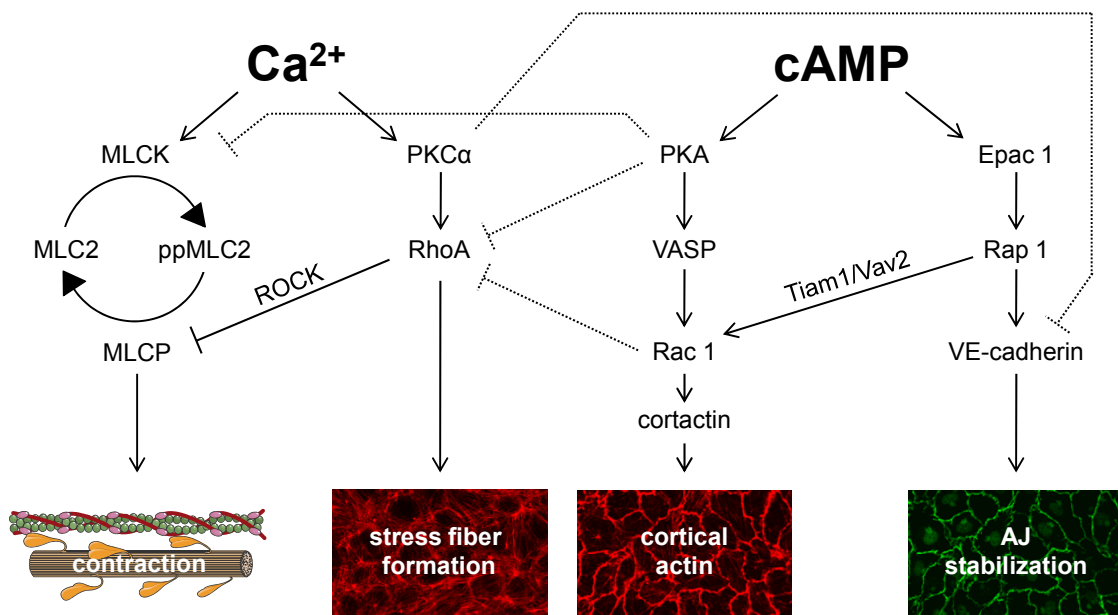 Ca²⁺
cAMP
MLCK
PKCα
PKA
Epac 1
MLC2
ppMLC2
RhoA
VASP
Rap 1
ROCK
Tiam1/Vav2
MLCP
Rac 1
VE-cadherin
cortactin
contraction
stress fiber
formation
cortical
actin
AJ
stabilization